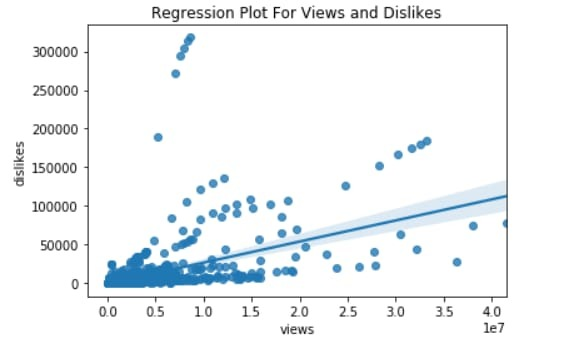 Regression Plot For Views and Dislikes
300000
250000
200000
150000
100000
50000
0
dislikes
0.0 0.5 1.0 1.5 2.0 2.5 3.0 3.5 4.0
1e7
views